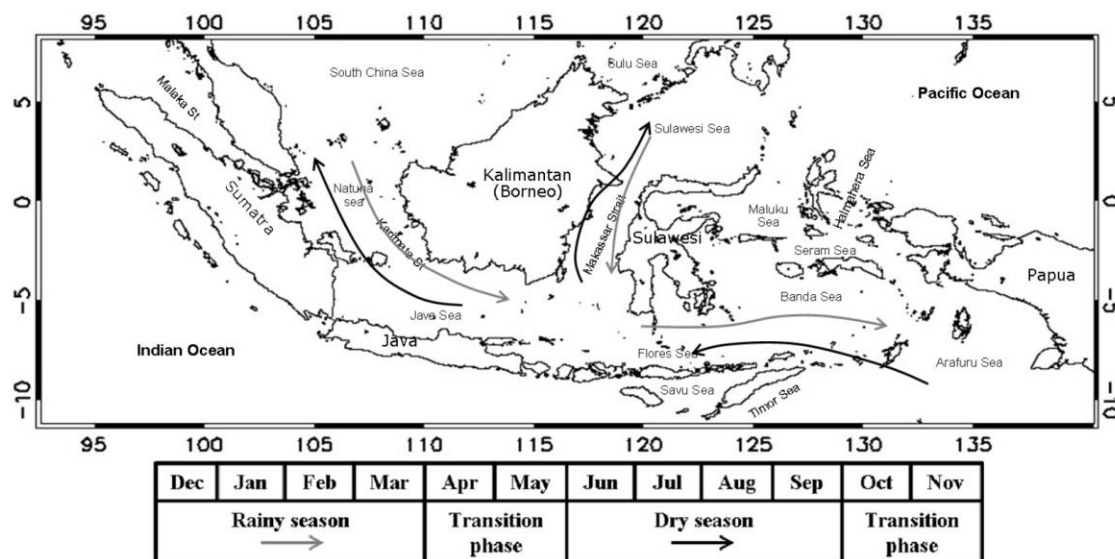 95 100 105 110 115 120 125 130 135
South China Sea
Sulu Sea
Malaka St
Pacific Ocean
5 5
Sulawesi Sea
Kalimantan
(Borneo)
Halmahera Sea
Natuna
sea
Sumatra
0 0
Maluku
Sea
Makassar Strait
Karimata St
Sulawesi
Seram Sea
Papua
Banda Sea
-5 -5
Java Sea
Java
Indian Ocean
Flores Sea
Arafuru Sea
Savu Sea
Timor Sea
-10 -10
95 100 105 110 115 120 125 130 135
Dec Jan Feb Mar Apr May Jun Jul Aug Sep Oct Nov
Rainy season Transition Dry season Transition
phase phase